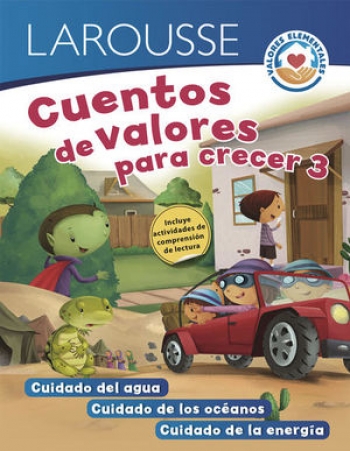 LAROUSSE
VALORES ELEMENTALES
Cuentos
de valores
para crecer 3
Incluye
actividades de
comprensión
de lectura
Cuidado del agua
Cuidado de los océanos
Cuidado de la energía